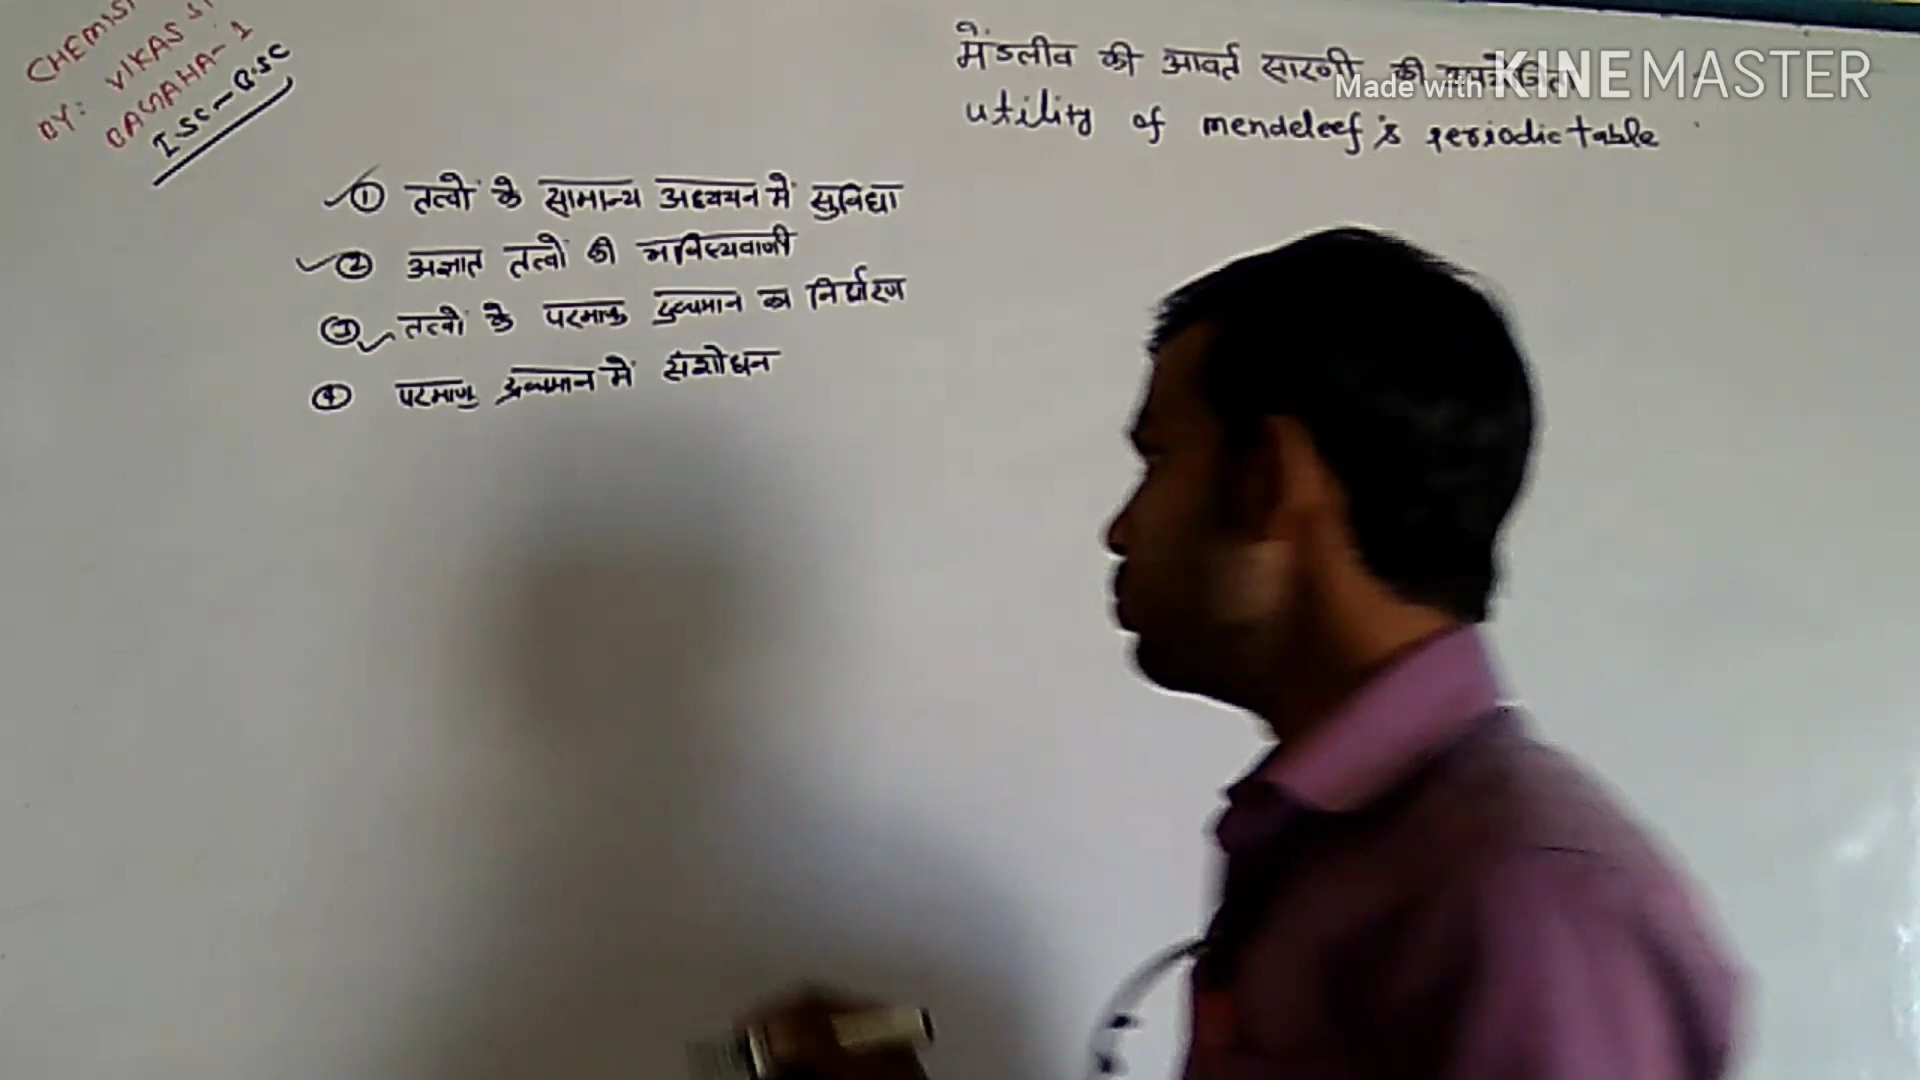 CHEMIS
BY: VIKAS S
BASAHA-1
I.SC-B.SC
मेंडलीव की आवर्त सारणी की
Made with KINEMASTER
utility of mendeleef's periodic table
① तत्वों के सामान्य अध्ययन में सुविधा
② अज्ञात तत्वों की भविष्यवाणी
③ तत्वों के परमाणु द्रव्यमान का निर्धारण
④ परमाणु द्रव्यमान में संशोधन